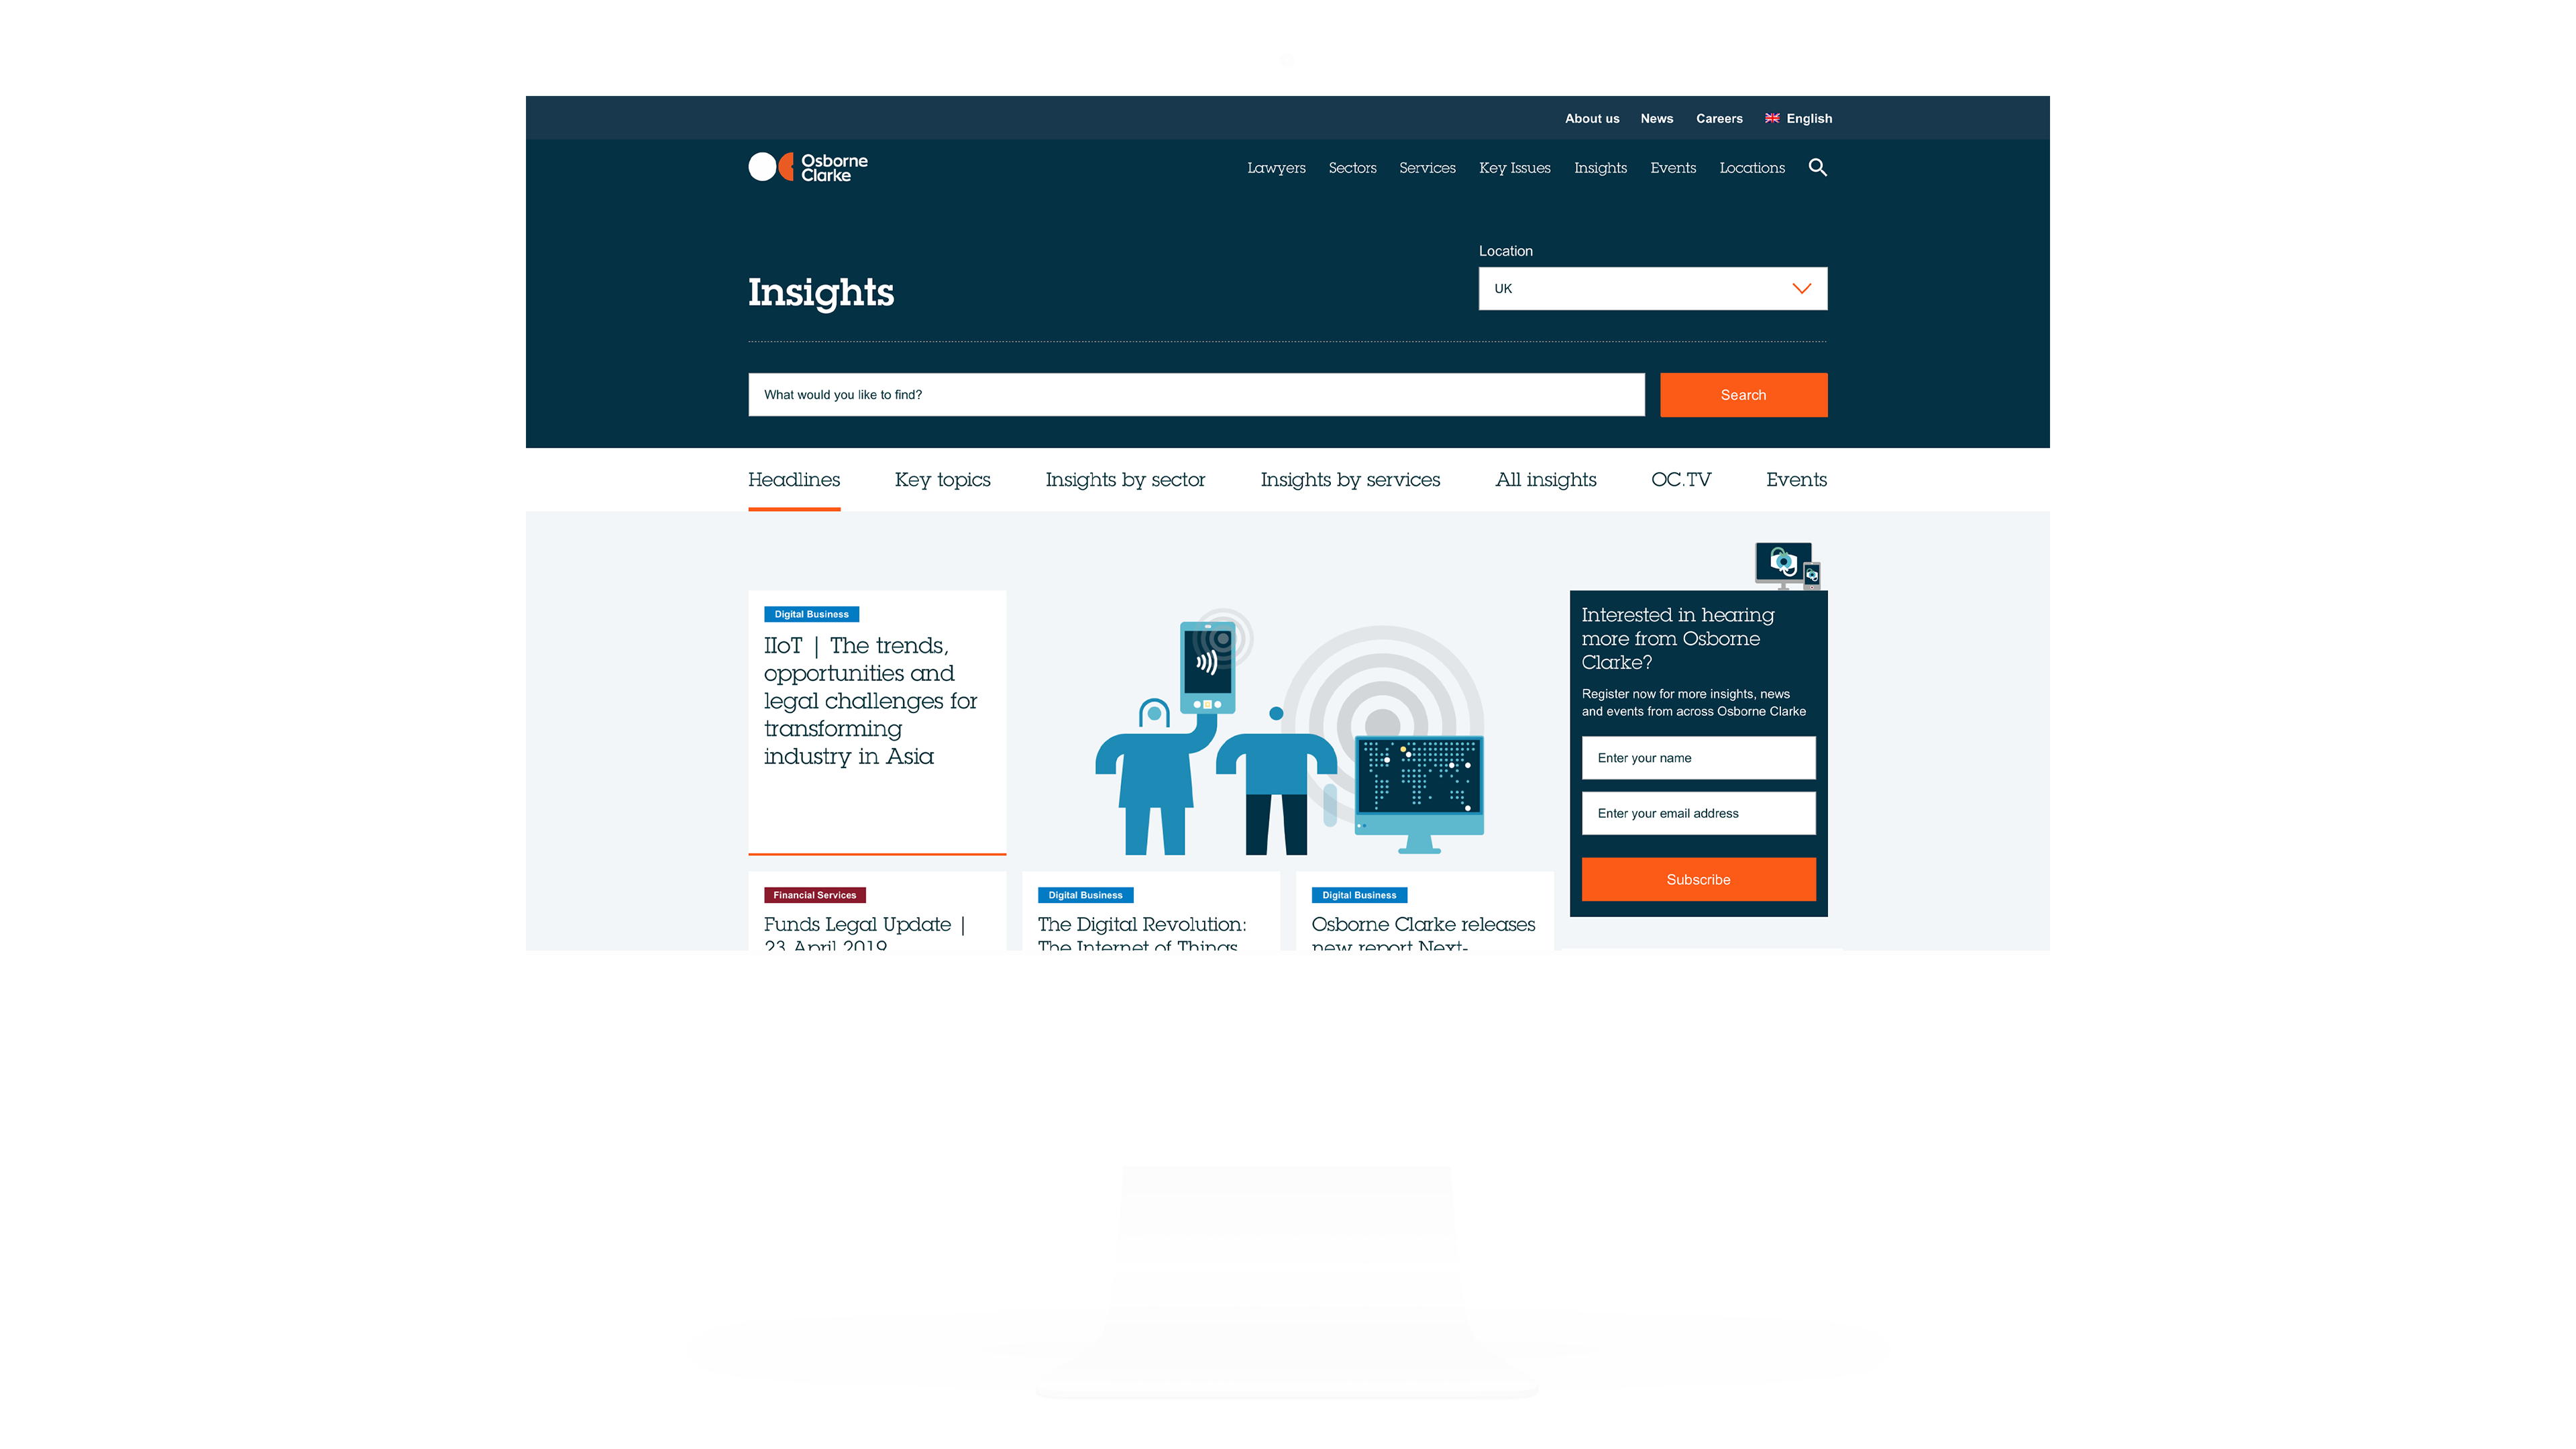 About us News Careers English
Osborne
Clarke
Lawyers Sectors Services Key Issues Insights Events Locations
Location
Insights
UK
What would you like to find?
Search
Headlines Key topics Insights by sector Insights by services All insights OC.TV Events
Digital Business
IIoT | The trends,
opportunities and
legal challenges for
transforming
industry in Asia
Interested in hearing
more from Osborne
Clarke?
Register now for more insights, news
and events from across Osborne Clarke
Enter your name
Enter your email address
Subscribe
Financial Services
Funds Legal Update |
23 April 2019
Digital Business
The Digital Revolution:
The Internet of Things
Digital Business
Osborne Clarke releases
new report Next-